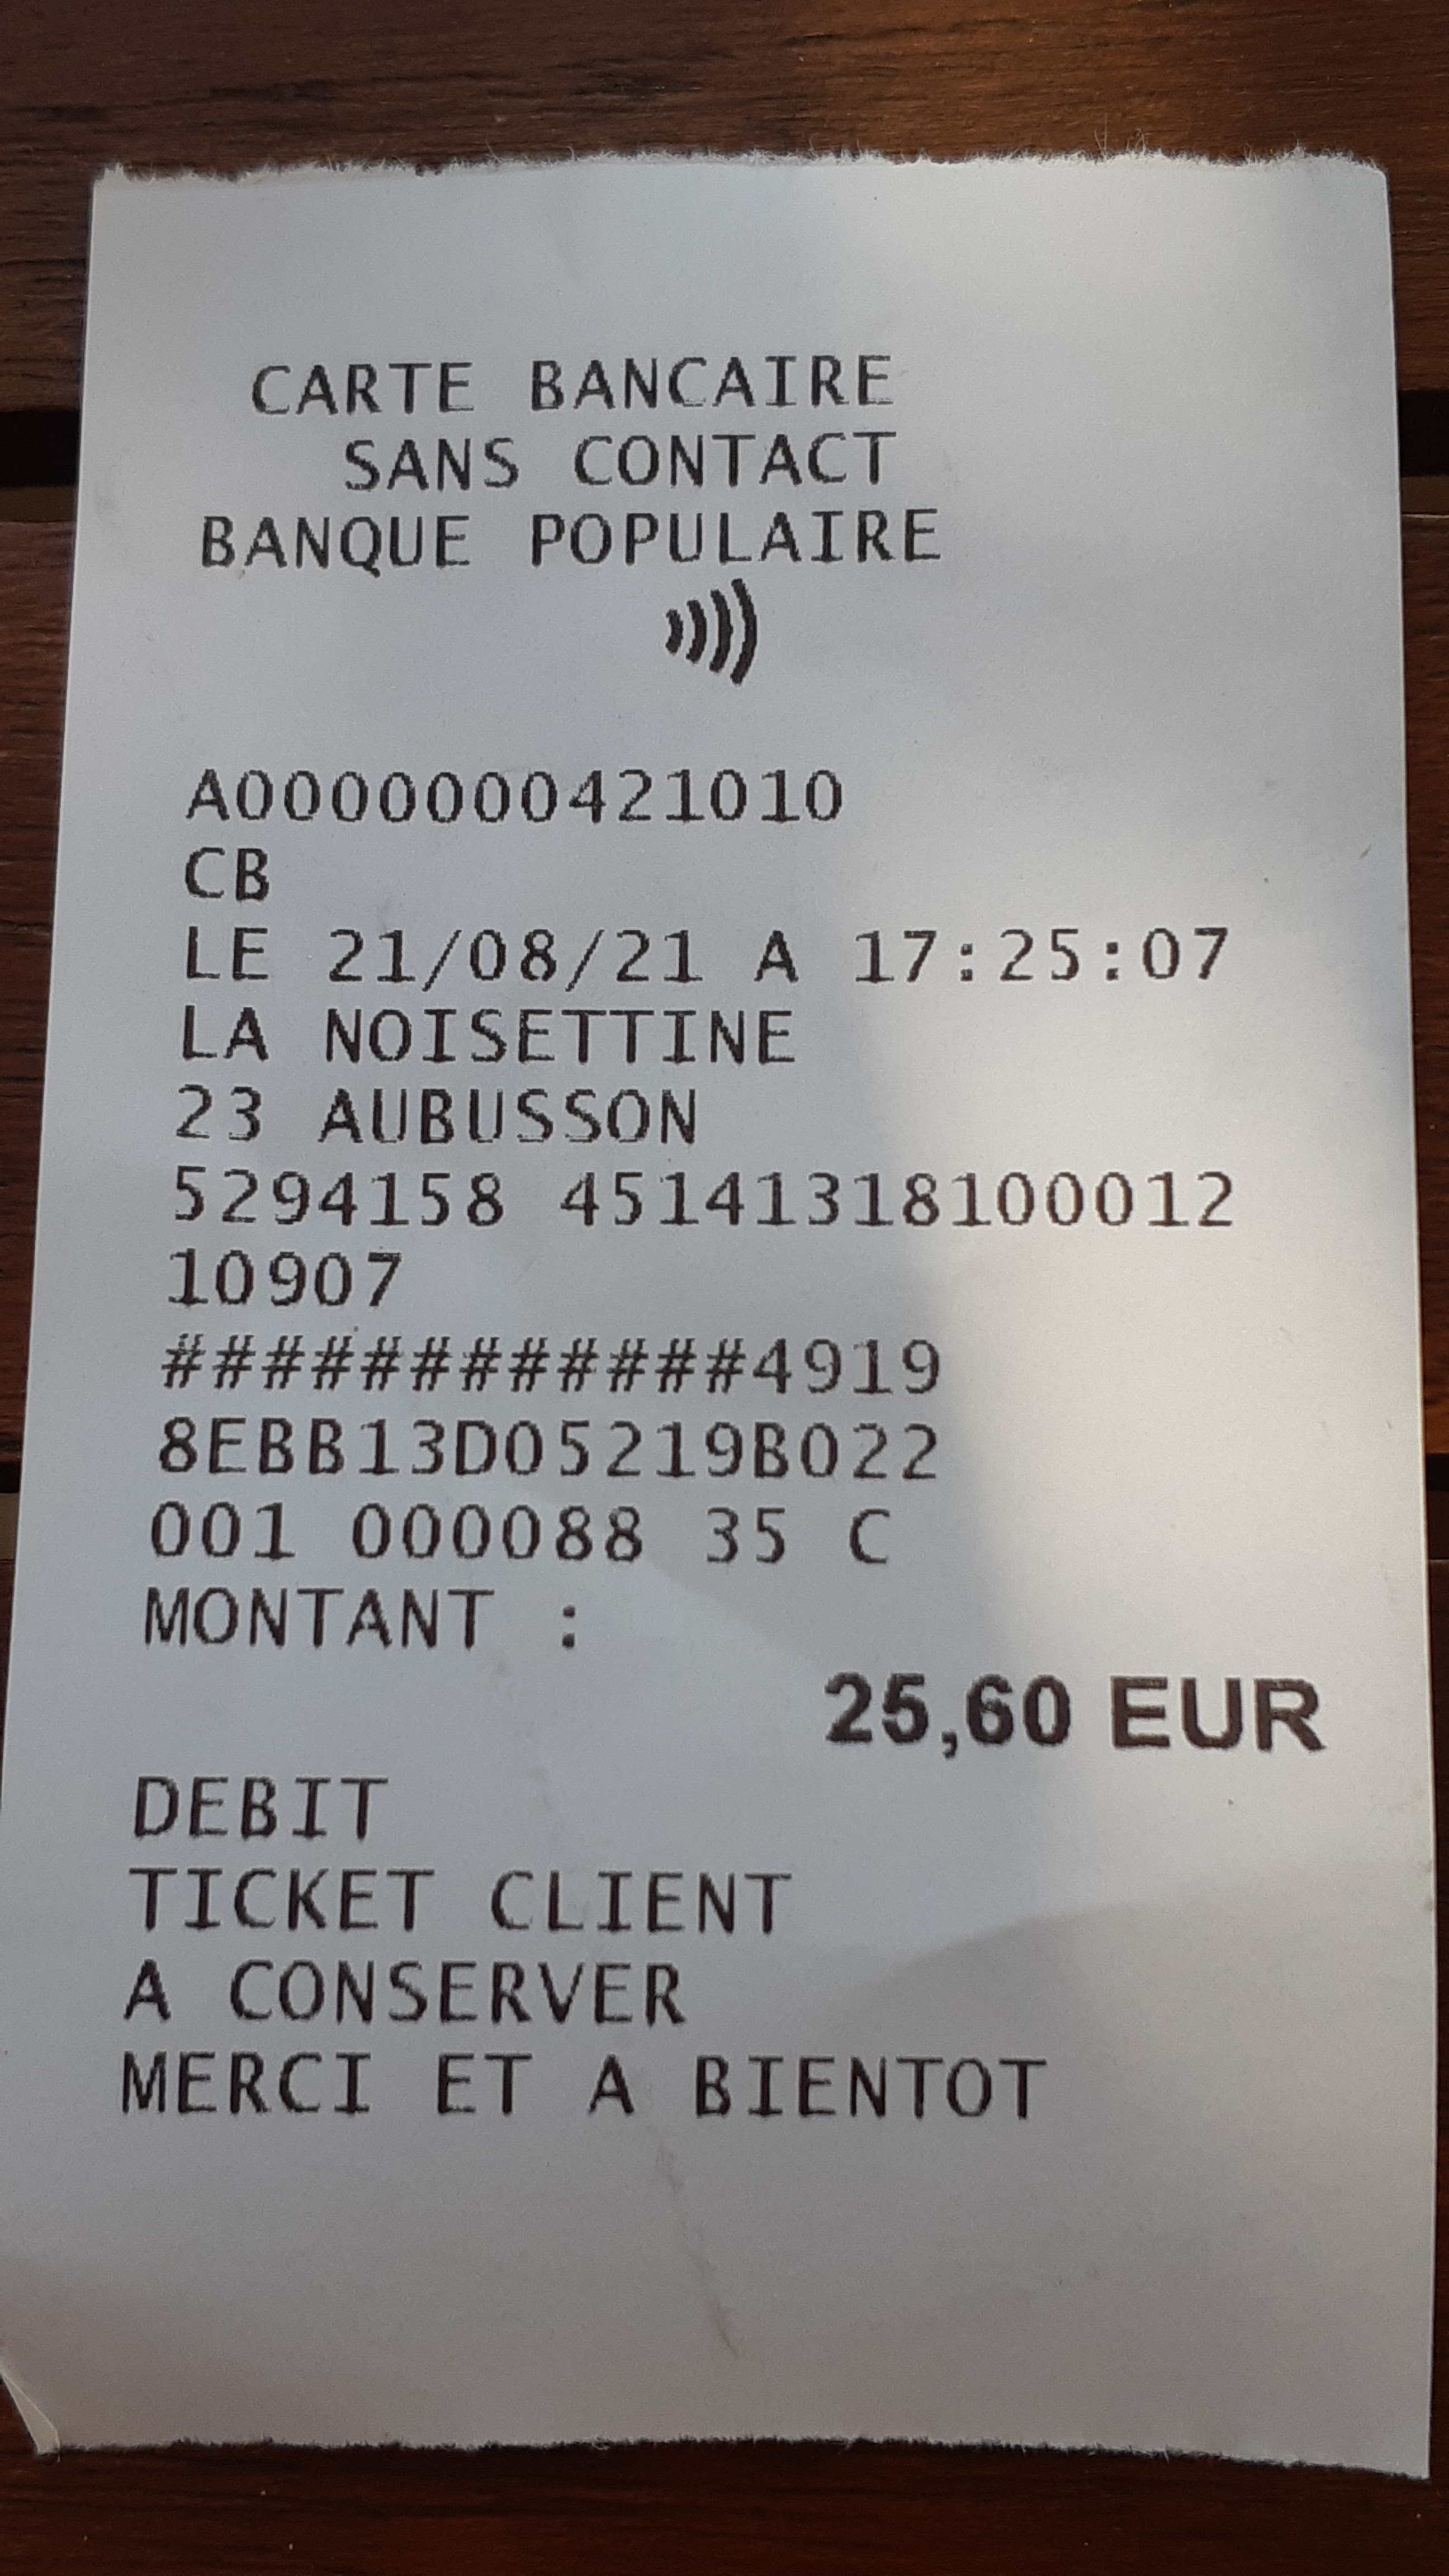 CARTE BANCAIRE
SANS CONTACT
BANQUE POPULAIRE
A0000000421010
CB
LE 21/08/21 A 17:25:07
LA NOISETTINE
23 AUBUSSON
5294158 45141318100012
10907
############4919
8EBB13D05219B022
001 000088 35 C
MONTANT :
25,60 EUR
DEBIT
TICKET CLIENT
A CONSERVER
MERCI ET A BIENTOT